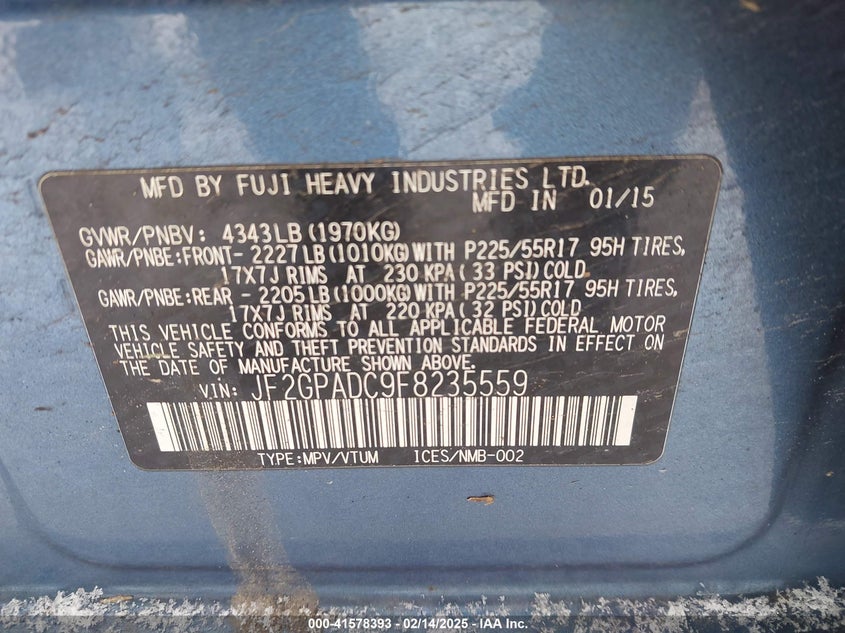 MFD BY FUJI HEAVY INDUSTRIES LTD.
MFD IN 01/15
GVWR/PNBV: 4343LB(1970KG)
GAWR/PNBE:FRONT- 2227LB(1010KG)WITH P225/55R17 95H TIRES,
17X7J RIMS AT 230 KPA( 33 PSI)COLD
GAWR/PNBE:REAR - 2205LB(1000KG)WITH P225/55R17 95H TIRES,
17X7J RIMS AT 220 KPA( 32 PSI)COLD
THIS VEHICLE CONFORMS TO ALL APPLICABLE FEDERAL MOTOR
VEHICLE SAFETY AND THEFT PREVENTION STANDARDS IN EFFECT ON
THE DATE OF MANUFACTURE SHOWN ABOVE.
VIN: JF2GPADC9F8235559
TYPE:MPV/VTUM ICES/NMB-002
000-41578393 - 02/14/2025 - IAA Inc.